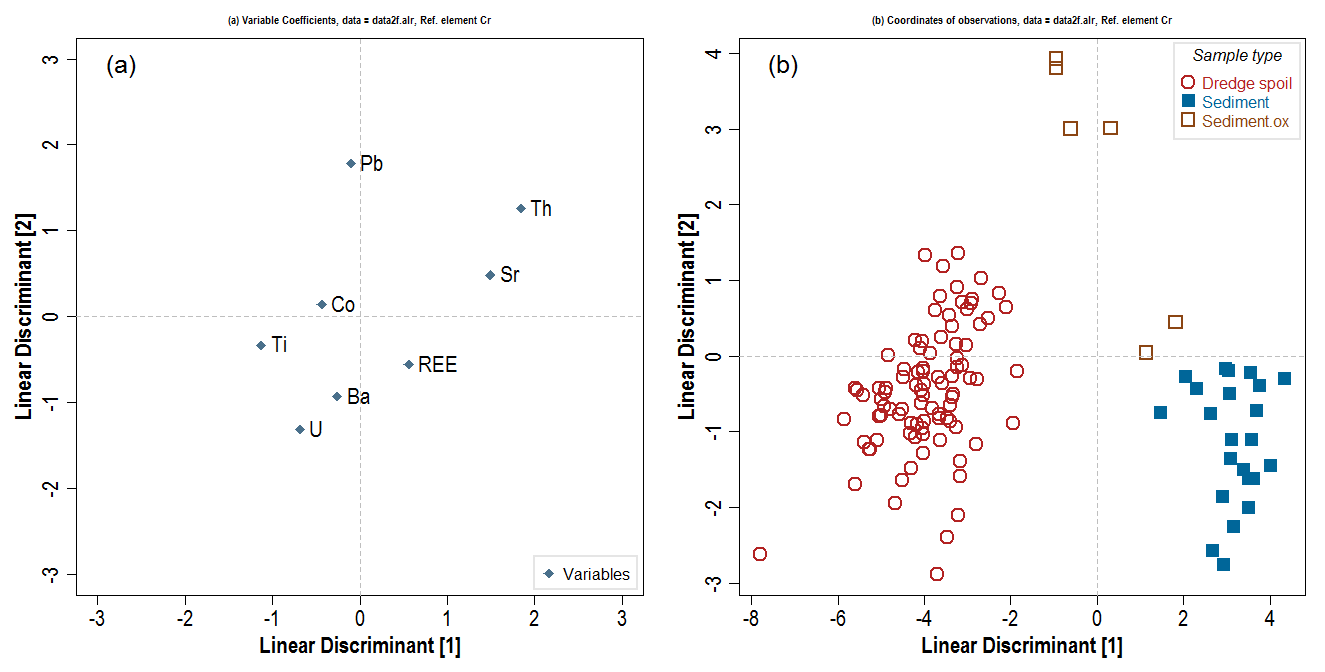 (a) Variable Coefficients, data = data2f.alr, Ref. element Cr
(a)
3
2
1
0
-1
-2
-3
Linear Discriminant [2]
Pb
Th
Sr
Co
Ti
REE
Ba
U
Variables
-3
-2
-1
0
1
2
3
Linear Discriminant [1]
(b) Coordinates of observations, data = data2f.alr, Ref. element Cr
(b)
Sample type
Dredge spoil
Sediment
Sediment.ox
4
3
2
1
0
-1
-2
-3
Linear Discriminant [2]
-8
-6
-4
-2
0
2
4
Linear Discriminant [1]